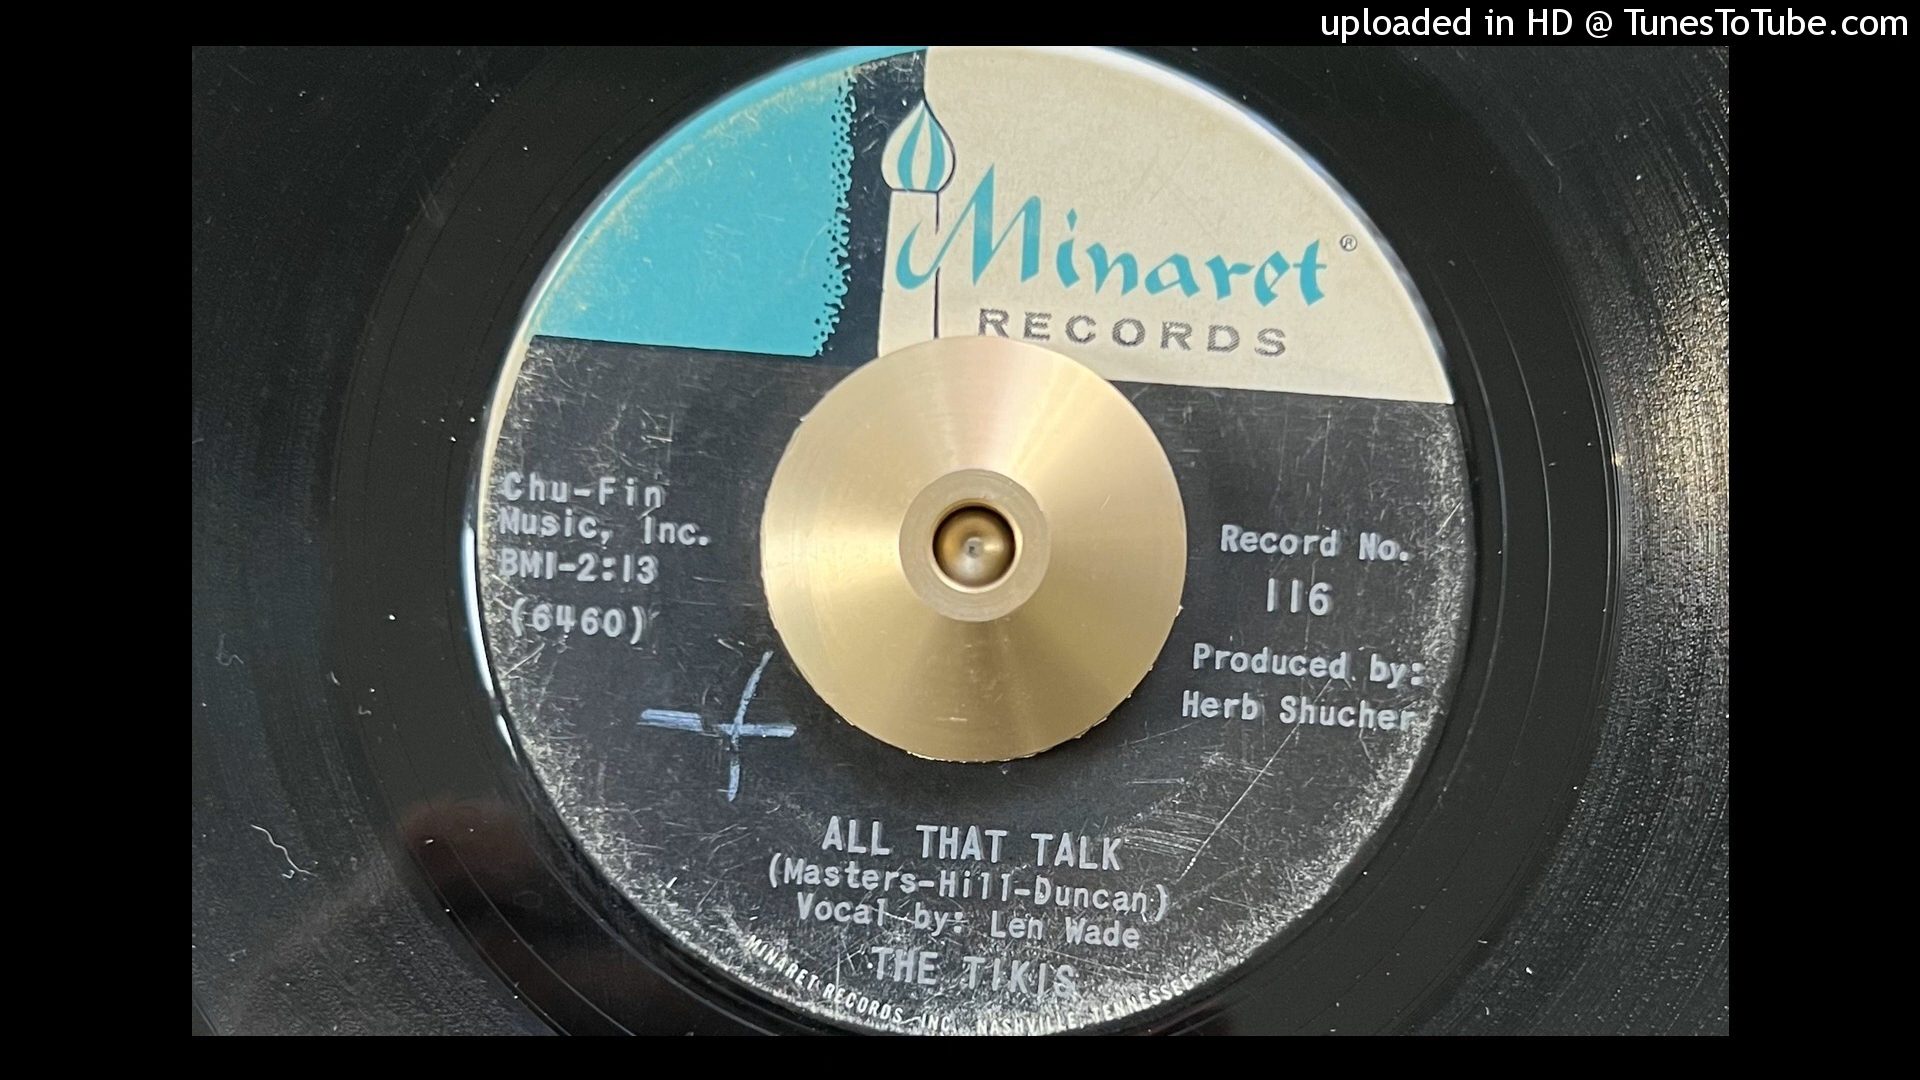 uploaded in HD @ TunesToTube.com
Minaret®
RECORDS
Chu-Fin
Music, Inc.
BMI-2:13
(6460)
Record No.
116
Produced by:
Herb Shucher
ALL THAT TALK
(Masters-Hill-Duncan)
Vocal by: Len Wade
THE TIKIS
MINARET RECORDS, INC. NASHVILLE, TENNESSEE